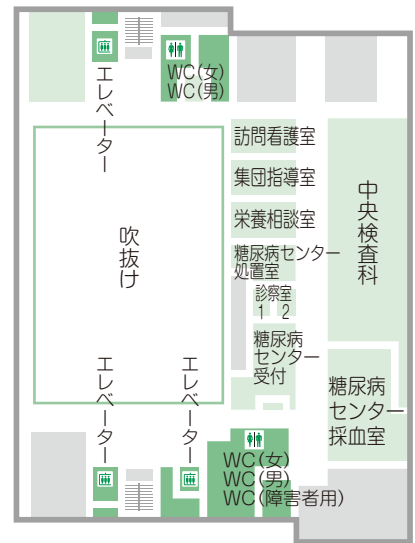 エレベーター
WC(女)
WC(男)
訪問看護室
集団指導室
栄養相談室
糖尿病センター
処置室
診察室
1 2
糖尿病
センター
受付
中央検査科
吹抜け
エレベーター
エレベーター
糖尿病
センター
採血室
WC(女)
WC(男)
WC(障害者用)